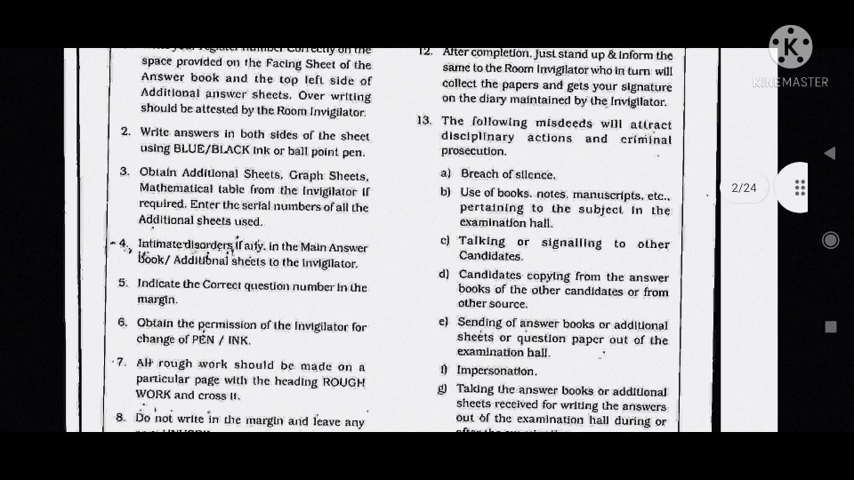 your register number Correctly on the
space provided on the Facing Sheet of the
Answer book and the top left side of
Additional answer sheets. Over writing
should be attested by the Room Invigilator.
2. Write answers in both sides of the sheet
using BLUE/BLACK ink or ball point pen.
3. Obtain Additional Sheets, Graph Sheets,
Mathematical table from the Invigilator if
required. Enter the serial numbers of all the
Additional sheets used.
4. Intimate disorders if any, in the Main Answer
book/ Additional sheets to the Invigilator.
5. Indicate the Correct question number in the
margin.
6. Obtain the permission of the Invigilator for
change of PEN / INK.
7. All rough work should be made on a
particular page with the heading ROUGH
WORK and cross it.
8. Do not write in the margin and leave any
12. After completion, just stand up & inform the
same to the Room Invigilator who in turn will
collect the papers and gets your signature
on the diary maintained by the Invigilator.
13. The following misdeeds will attract
disciplinary actions and criminal
prosecution.
a) Breach of silence.
b) Use of books, notes, manuscripts, etc.,
pertaining to the subject in the
examination hall.
c) Talking or signalling to other
Candidates.
d) Candidates copying from the answer
books of the other candidates or from
other source.
e) Sending of answer books or additional
sheets or question paper out of the
examination hall.
f) Impersonation.
g) Taking the answer books or additional
sheets received for writing the answers
out of the examination hall during or
K
KINEMASTER
2/24